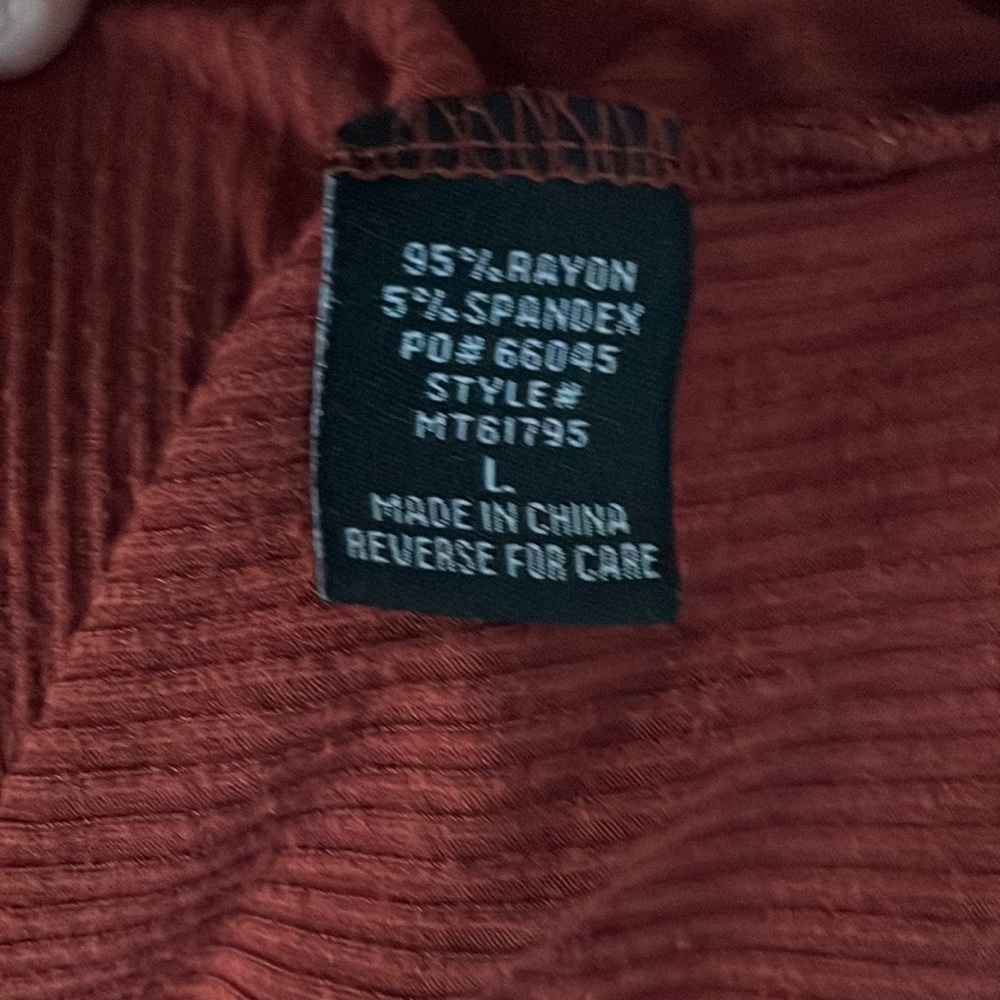 95% RAYON
5% SPANDEX
PO# 66045
STYLE#
MT61795
L
MADE IN CHINA
REVERSE FOR CARE